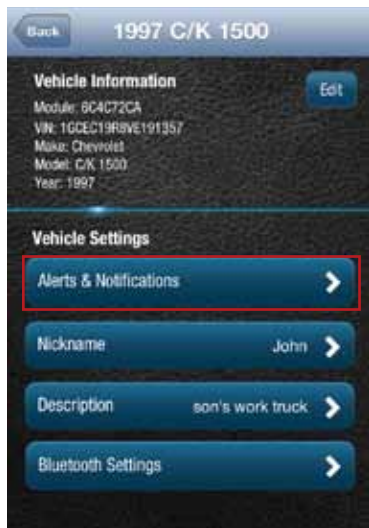 Back 1997 C/K 1500
Vehicle Information
Edit
Module: 6C4C72CA
VIN: 1GCEC19R8VE191357
Make: Chevrolet
Model: C/K 1500
Year: 1997
Vehicle Settings
Alerts & Notifications
Nickname John
Description son's work truck
Bluetooth Settings